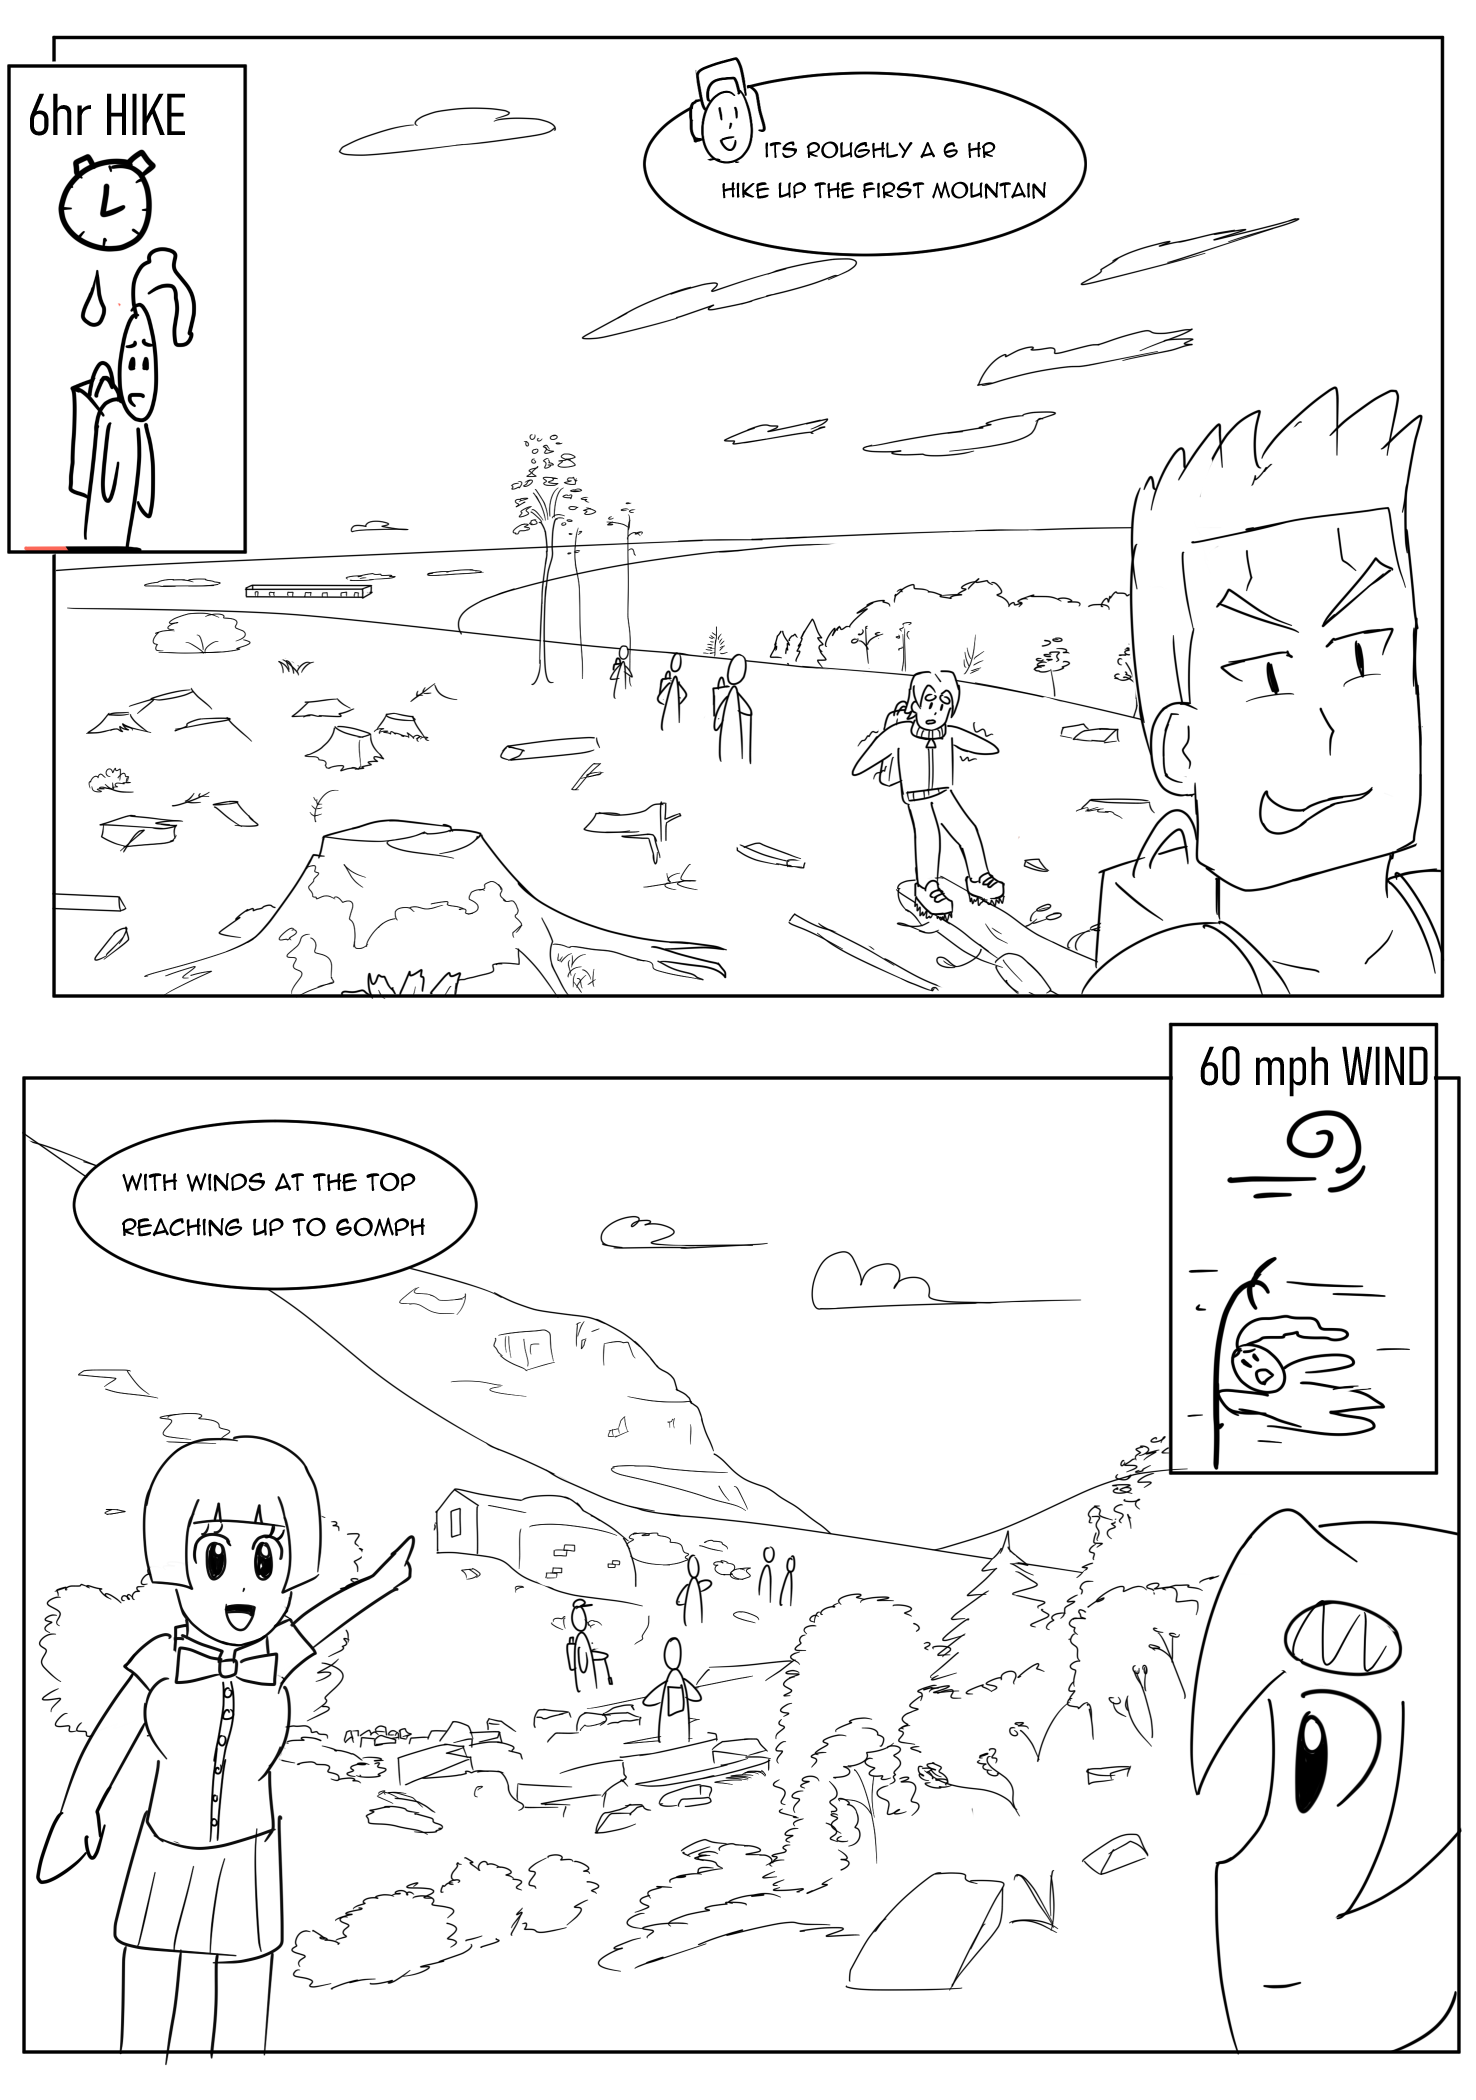 6hr HIKE
ITS ROUGHLY A 6 HR
HIKE UP THE FIRST MOUNTAIN
60 mph WIND
WITH WINDS AT THE TOP
REACHING UP TO 60MPH